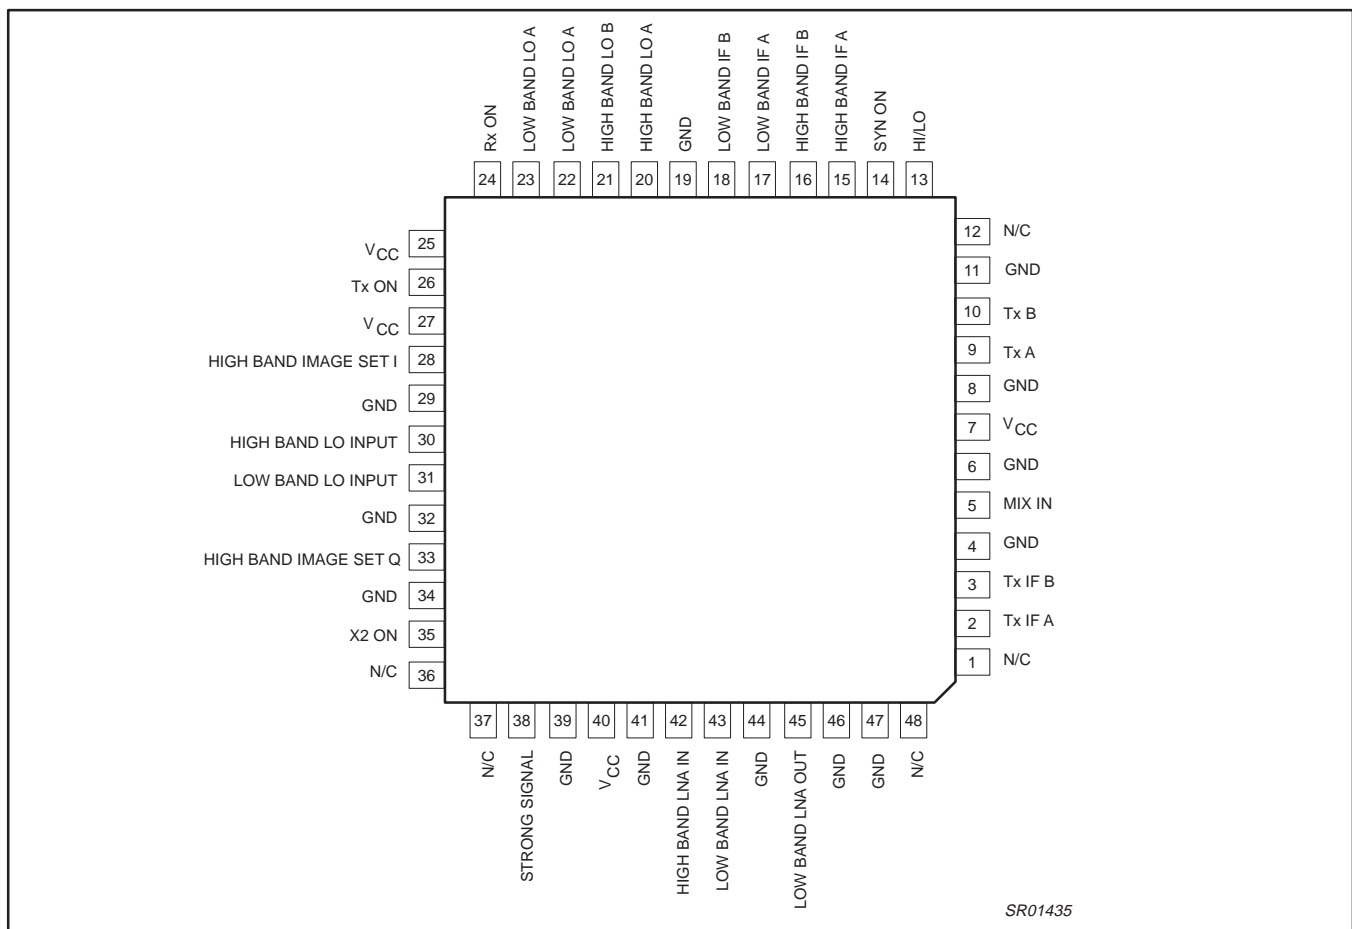 Rx ON
LOW BAND LO A
LOW BAND LO A
HIGH BAND LO B
HIGH BAND LO A
GND
LOW BAND IF B
LOW BAND IF A
HIGH BAND IF B
HIGH BAND IF A
SYN ON
HI/LO
24 23 22 21 20 19 18 17 16 15 14 13
VCC 25
Tx ON 26
VCC 27
HIGH BAND IMAGE SET I 28
GND 29
HIGH BAND LO INPUT 30
LOW BAND LO INPUT 31
GND 32
HIGH BAND IMAGE SET Q 33
GND 34
X2 ON 35
N/C 36
12 N/C
11 GND
10 Tx B
9 Tx A
8 GND
7 VCC
6 GND
5 MIX IN
4 GND
3 Tx IF B
2 Tx IF A
1 N/C
37 38 39 40 41 42 43 44 45 46 47 48
N/C
STRONG SIGNAL
GND
VCC
GND
HIGH BAND LNA IN
LOW BAND LNA IN
GND
LOW BAND LNA OUT
GND
GND
N/C
SR01435